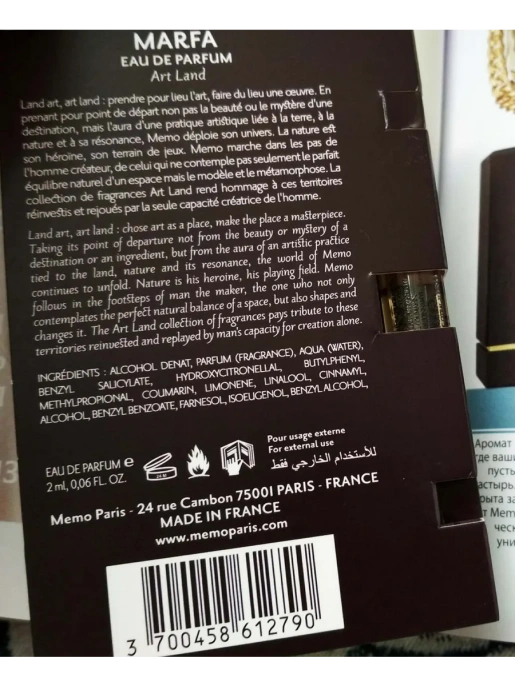 MARFA
EAU DE PARFUM
Art Land
Land art, art land : prendre pour lieu l'art, faire du lieu une œuvre. En
prenant pour point de départ non pas la beauté ou le mystère d'une
destination, mais l'aura d'une pratique artistique liée à la terre, à la
nature et à sa résonance, Memo déploie son univers. La nature est
son héroïne, son terrain de jeux. Memo marche dans les pas de
l'homme créateur, de celui qui ne contemple pas seulement le parfait
équilibre naturel d'un espace mais le modèle et le métamorphose. La
collection de fragrances Art Land rend hommage à ces territoires
réinvestis et rejoués par la seule capacité créatrice de l'homme.
Land art, art land : chose art as a place, make the place a masterpiece.
Taking its point of departure not from the beauty or mystery of a
destination or an ingredient, but from the aura of an artistic practice
tied to the land, nature and its resonance, the world of Memo
continues to unfold. Nature is his heroine, his playing field. Memo
follows in the footsteps of man the maker, the one who not only
contemplates the perfect natural balance of a space, but also shapes and
changes it. The Art Land collection of fragrances pays tribute to these
territories reinvested and replayed by man's capacity for creation alone.
INGRÉDIENTS : ALCOHOL DENAT, PARFUM (FRAGRANCE), AQUA (WATER),
BENZYL SALICYLATE, HYDROXYCITRONELLAL, BUTYLPHENYL,
METHYLPROPIONAL, COUMARIN, LIMONENE, LINALOOL, CINNAMYL,
ALCOHOL, BENZYL BENZOATE, FARNESOL, ISOEUGENOL, BENZYL ALCOHOL,
EAU DE PARFUM e
2 ml, 0,06 FL. OZ.
Pour usage externe
For external use
للأستخدام الخارجي فقط
Memo Paris - 24 rue Cambon 75001 PARIS - FRANCE
MADE IN FRANCE
www.memoparis.com
3 700458 612790
Аромат
где ваши